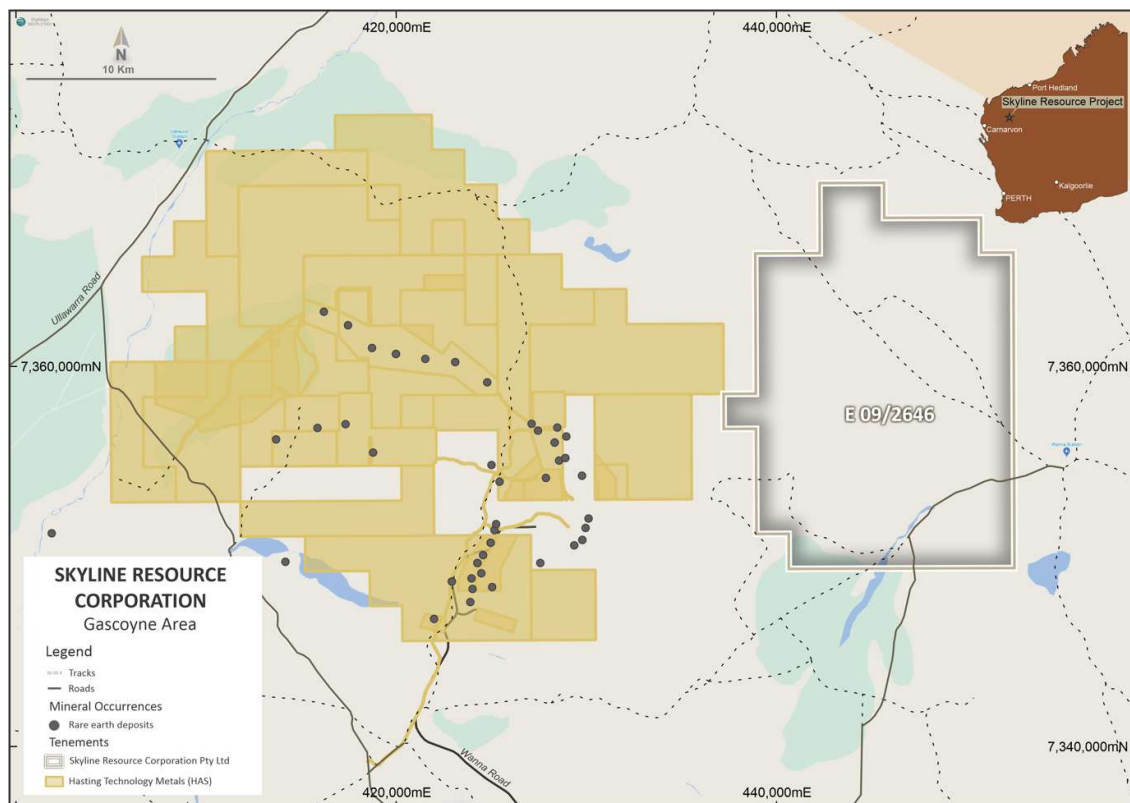 420,000mE
440,000mE
N
10 Km
Port Hedland
Skyline Resource Project
Carnarvon
Kalgoorlie
PERTH
Ullawarra Road
7,360,000mN
7,360,000mN
E 09/2646
Wanna Station
SKYLINE RESOURCE
CORPORATION
Gascoyne Area
Legend
Tracks
Roads
Mineral Occurrences
Rare earth deposits
Tenements
Skyline Resource Corporation Pty Ltd
Hasting Technology Metals (HAS)
Wanna Road
7,340,000mN
420,000mE
440,000mE